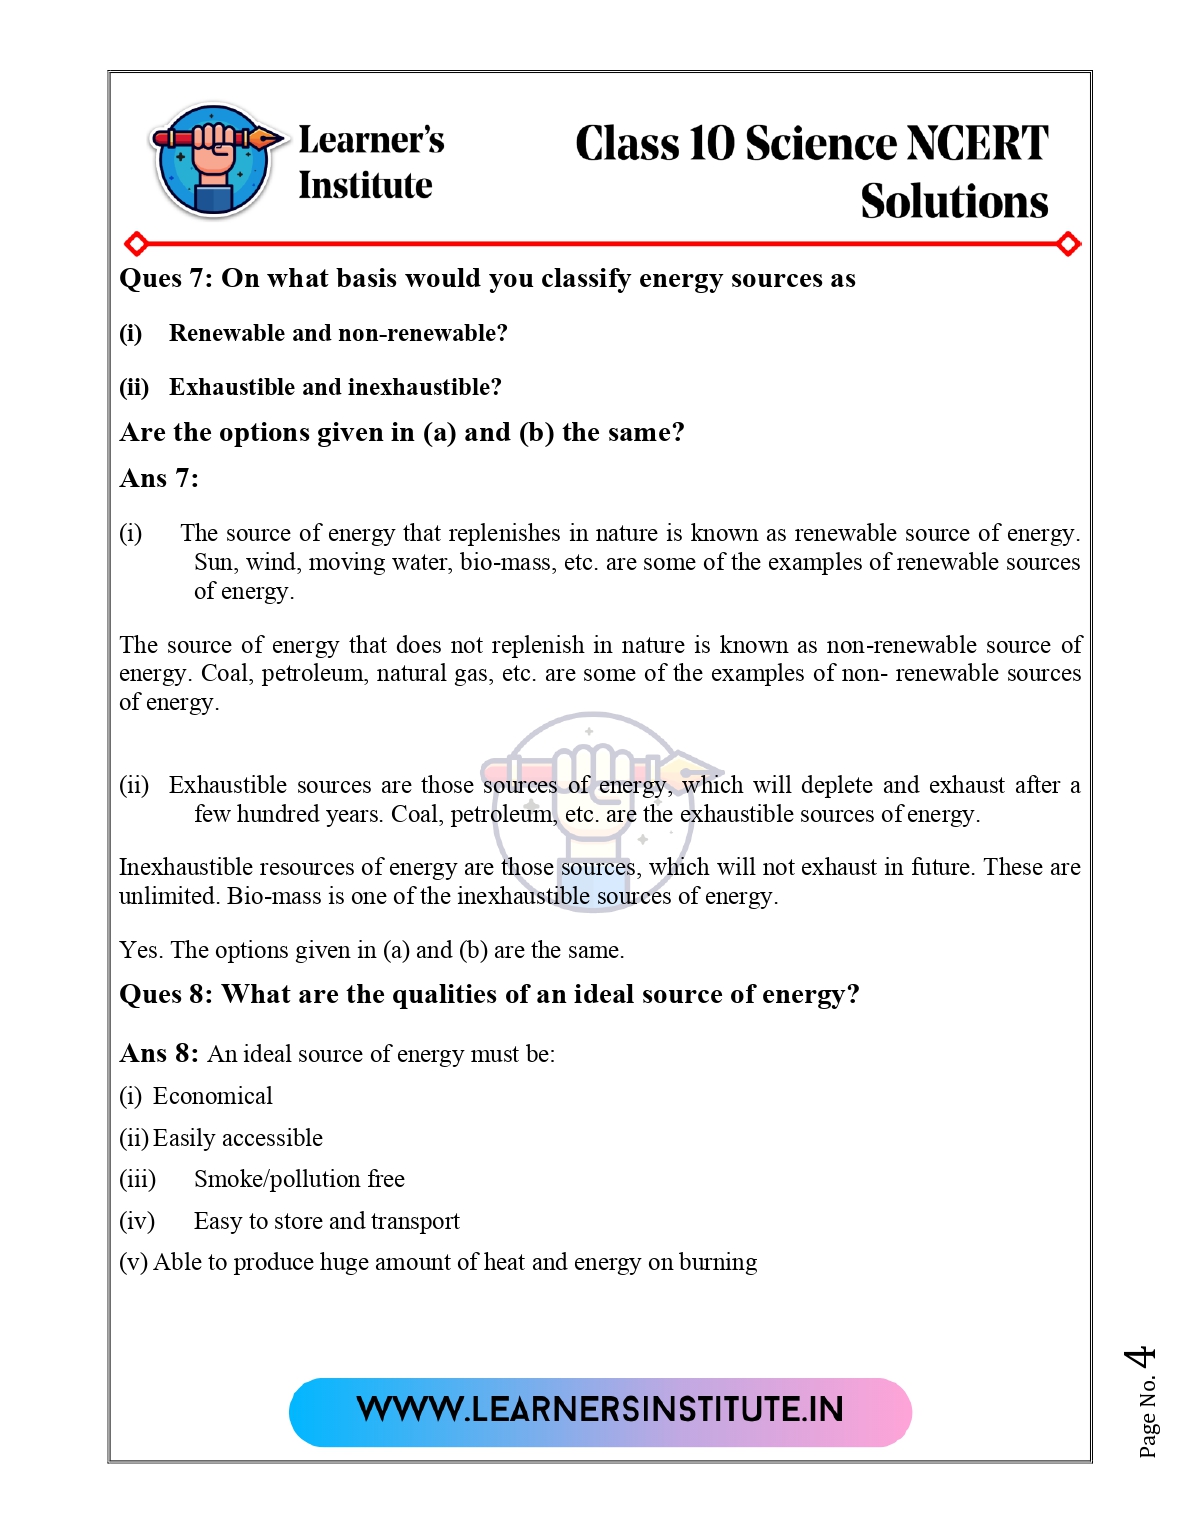 Learner's
Institute
Class 10 Science NCERT
Solutions
Ques 7: On what basis would you classify energy sources as
(i) Renewable and non-renewable?
(ii) Exhaustible and inexhaustible?
Are the options given in (a) and (b) the same?
Ans 7:
(i) The source of energy that replenishes in nature is known as renewable source of energy.
Sun, wind, moving water, bio-mass, etc. are some of the examples of renewable sources
of energy.
The source of energy that does not replenish in nature is known as non-renewable source of
energy. Coal, petroleum, natural gas, etc. are some of the examples of non- renewable sources
of energy.
(ii) Exhaustible sources are those sources of energy, which will deplete and exhaust after a
few hundred years. Coal, petroleum, etc. are the exhaustible sources of energy.
Inexhaustible resources of energy are those sources, which will not exhaust in future. These are
unlimited. Bio-mass is one of the inexhaustible sources of energy.
Yes. The options given in (a) and (b) are the same.
Ques 8: What are the qualities of an ideal source of energy?
Ans 8: An ideal source of energy must be:
(i) Economical
(ii) Easily accessible
(iii) Smoke/pollution free
(iv) Easy to store and transport
(v) Able to produce huge amount of heat and energy on burning
WWW.LEARNERSINSTITUTE.IN
Page No. 4